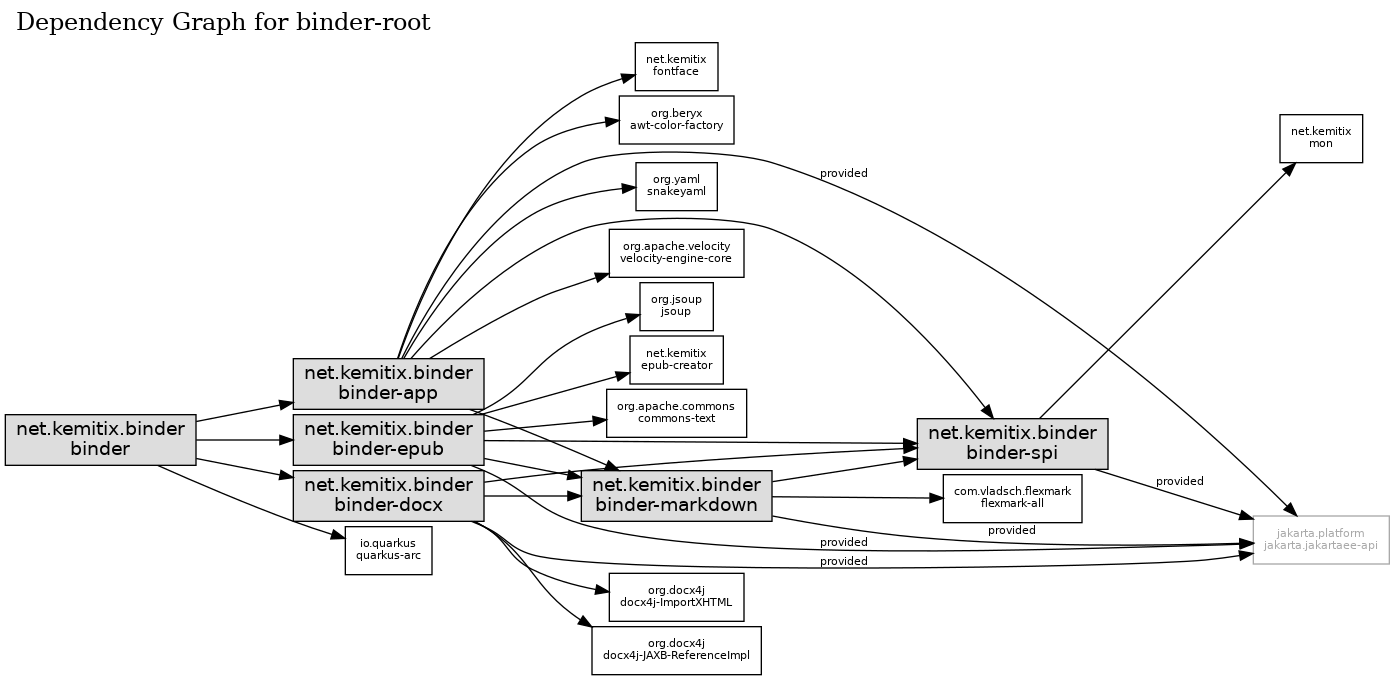 Dependency Graph for binder-root
net.kemitix
fontface
org.beryx
awt-color-factory
net.kemitix
mon
provided
org.yaml
snakeyaml
org.apache.velocity
velocity-engine-core
org.jsoup
jsoup
net.kemitix
epub-creator
net.kemitix.binder
binder-app
org.apache.commons
commons-text
net.kemitix.binder
binder
net.kemitix.binder
binder-epub
net.kemitix.binder
binder-spi
net.kemitix.binder
binder-docx
net.kemitix.binder
binder-markdown
provided
com.vladsch.flexmark
flexmark-all
provided
jakarta.platform
jakarta.jakartaee-api
io.quarkus
quarkus-arc
provided
provided
org.docx4j
docx4j-ImportXHTML
org.docx4j
docx4j-JAXB-ReferenceImpl